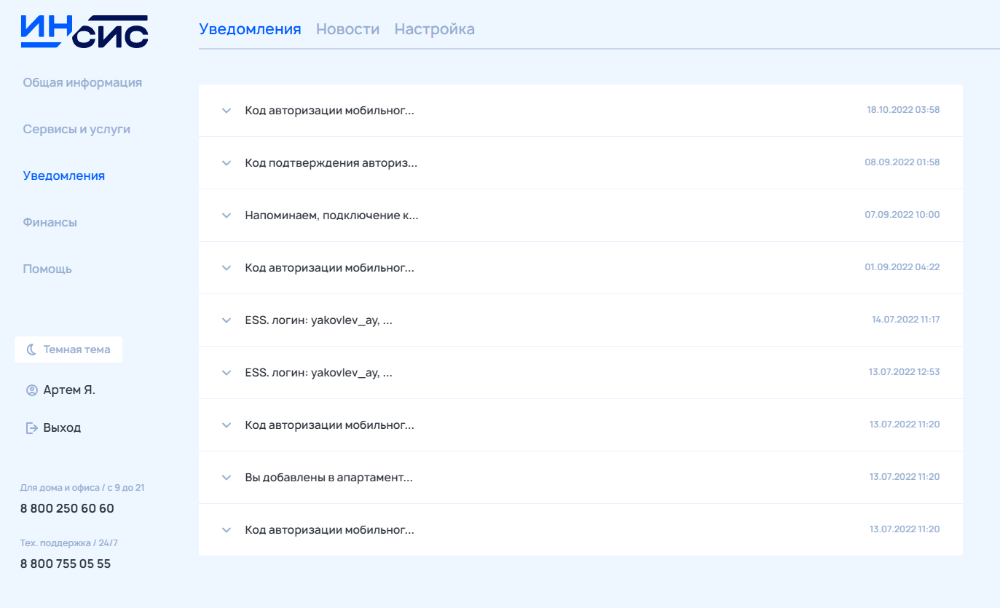 ИНСИС
Уведомления Новости Настройка
Общая информация
Сервисы и услуги
Уведомления
Финансы
Помощь
Темная тема
Артем Я.
Выход
Для дома и офиса / с 9 до 21
8 800 250 60 60
Тех. поддержка / 24/7
8 800 755 05 55
Код авторизации мобильног... 18.10.2022 03:58
Код подтверждения авториз... 08.09.2022 01:58
Напоминаем, подключение к... 07.09.2022 10:00
Код авторизации мобильног... 01.09.2022 04:22
ESS. логин: yakovlev_ay, ... 14.07.2022 11:17
ESS. логин: yakovlev_ay, ... 13.07.2022 12:53
Код авторизации мобильног... 13.07.2022 11:20
Вы добавлены в апартамент... 13.07.2022 11:20
Код авторизации мобильног... 13.07.2022 11:20